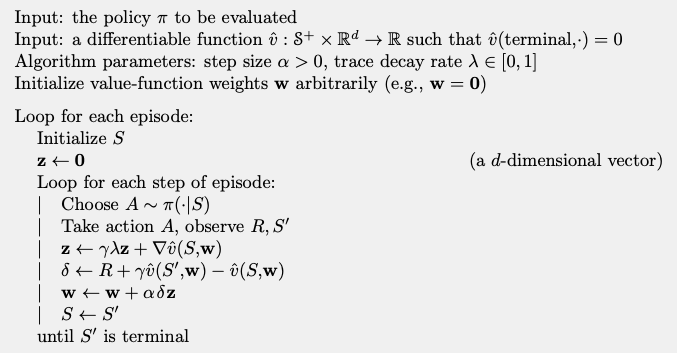 Input: the policy π to be evaluated
Input: a differentiable function v̂ : 𝒮⁺ × ℝᵈ → ℝ such that v̂(terminal,·) = 0
Algorithm parameters: step size α > 0, trace decay rate λ ∈ [0, 1]
Initialize value-function weights w arbitrarily (e.g., w = 0)
Loop for each episode:
Initialize S
z ← 0 (a d-dimensional vector)
Loop for each step of episode:
| Choose A ∼ π(·|S)
| Take action A, observe R, S′
| z ← γλz + ∇v̂(S,w)
| δ ← R + γv̂(S′,w) − v̂(S,w)
| w ← w + αδz
| S ← S′
until S′ is terminal